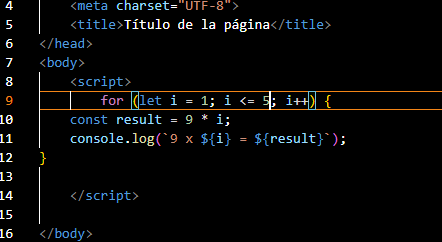 4 <meta charset="UTF-8">
5 <title>Título de la página</title>
6 </head>
7 <body>
8 <script>
9 for (let i = 1; i <= 5; i++) {
10 const result = 9 * i;
11 console.log(`9 x ${i} = ${result}`);
12 }
13
14 </script>
15
16 </body>